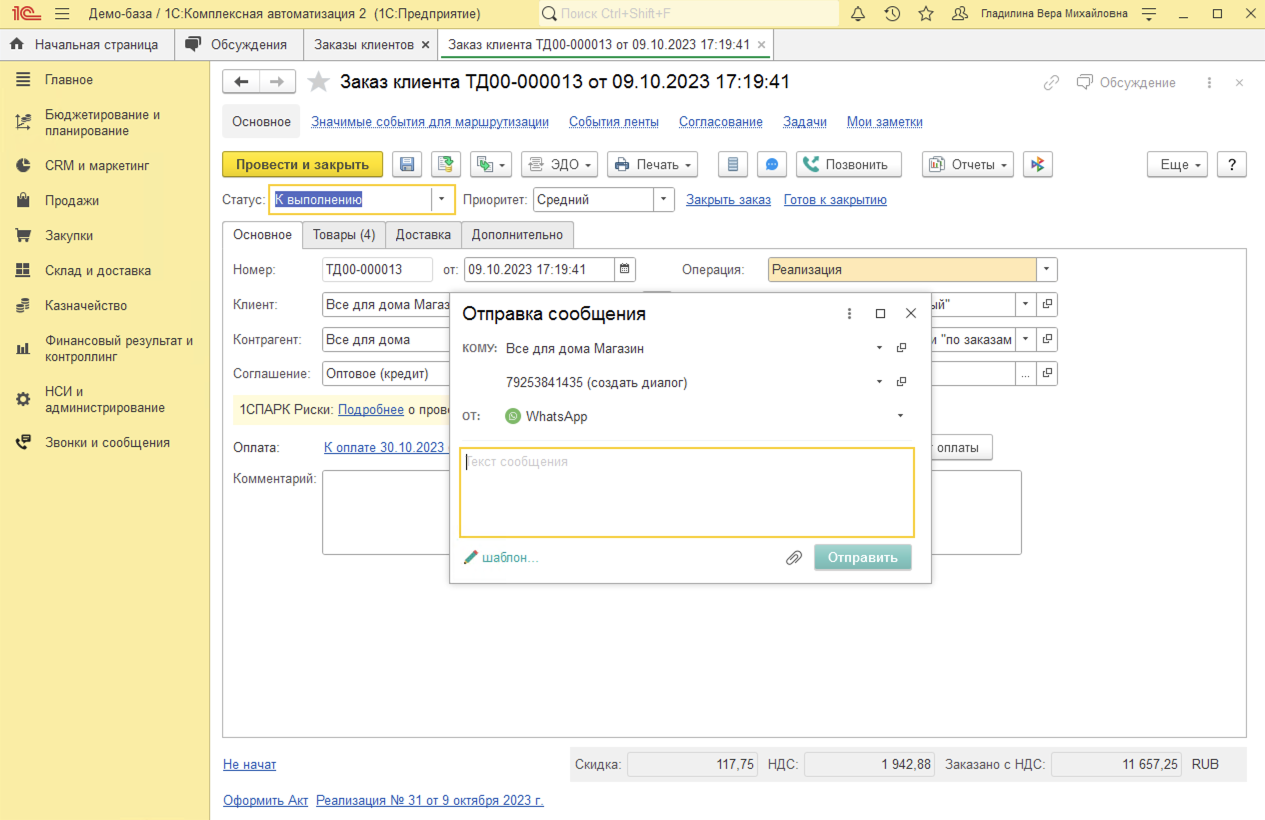 1С Демо-база / 1С:Комплексная автоматизация 2 (1С:Предприятие) Поиск Ctrl+Shift+F Гладилина Вера Михайловна
Начальная страница Обсуждения Заказы клиентов × Заказ клиента ТД00-000013 от 09.10.2023 17:19:41 ×
Главное
Бюджетирование и
планирование
CRM и маркетинг
Продажи
Закупки
Склад и доставка
Казначейство
Финансовый результат и
контроллинг
НСИ и
администрирование
Звонки и сообщения
Заказ клиента ТД00-000013 от 09.10.2023 17:19:41 Обсуждение
Основное Значимые события для маршрутизации События ленты Согласование Задачи Мои заметки
Провести и закрыть ЭДО Печать Позвонить Отчеты Еще ?
Статус: К выполнению Приоритет: Средний Закрыть заказ Готов к закрытию
Основное Товары (4) Доставка Дополнительно
Номер: ТД00-000013 от: 09.10.2023 17:19:41 Операция: Реализация
Клиент: Все для дома Магаз ый"
Контрагент: Все для дома и "по заказам
Соглашение: Оптовое (кредит) ...
1СПАРК Риски: Подробнее о пров
Оплата: К оплате 30.10.2023 оплаты
Комментарий:
Отправка сообщения
КОМУ: Все для дома Магазин
79253841435 (создать диалог)
ОТ: WhatsApp
Текст сообщения
шаблон... Отправить
Не начат Скидка: 117,75 НДС: 1 942,88 Заказано с НДС: 11 657,25 RUB
Оформить Акт Реализация № 31 от 9 октября 2023 г.